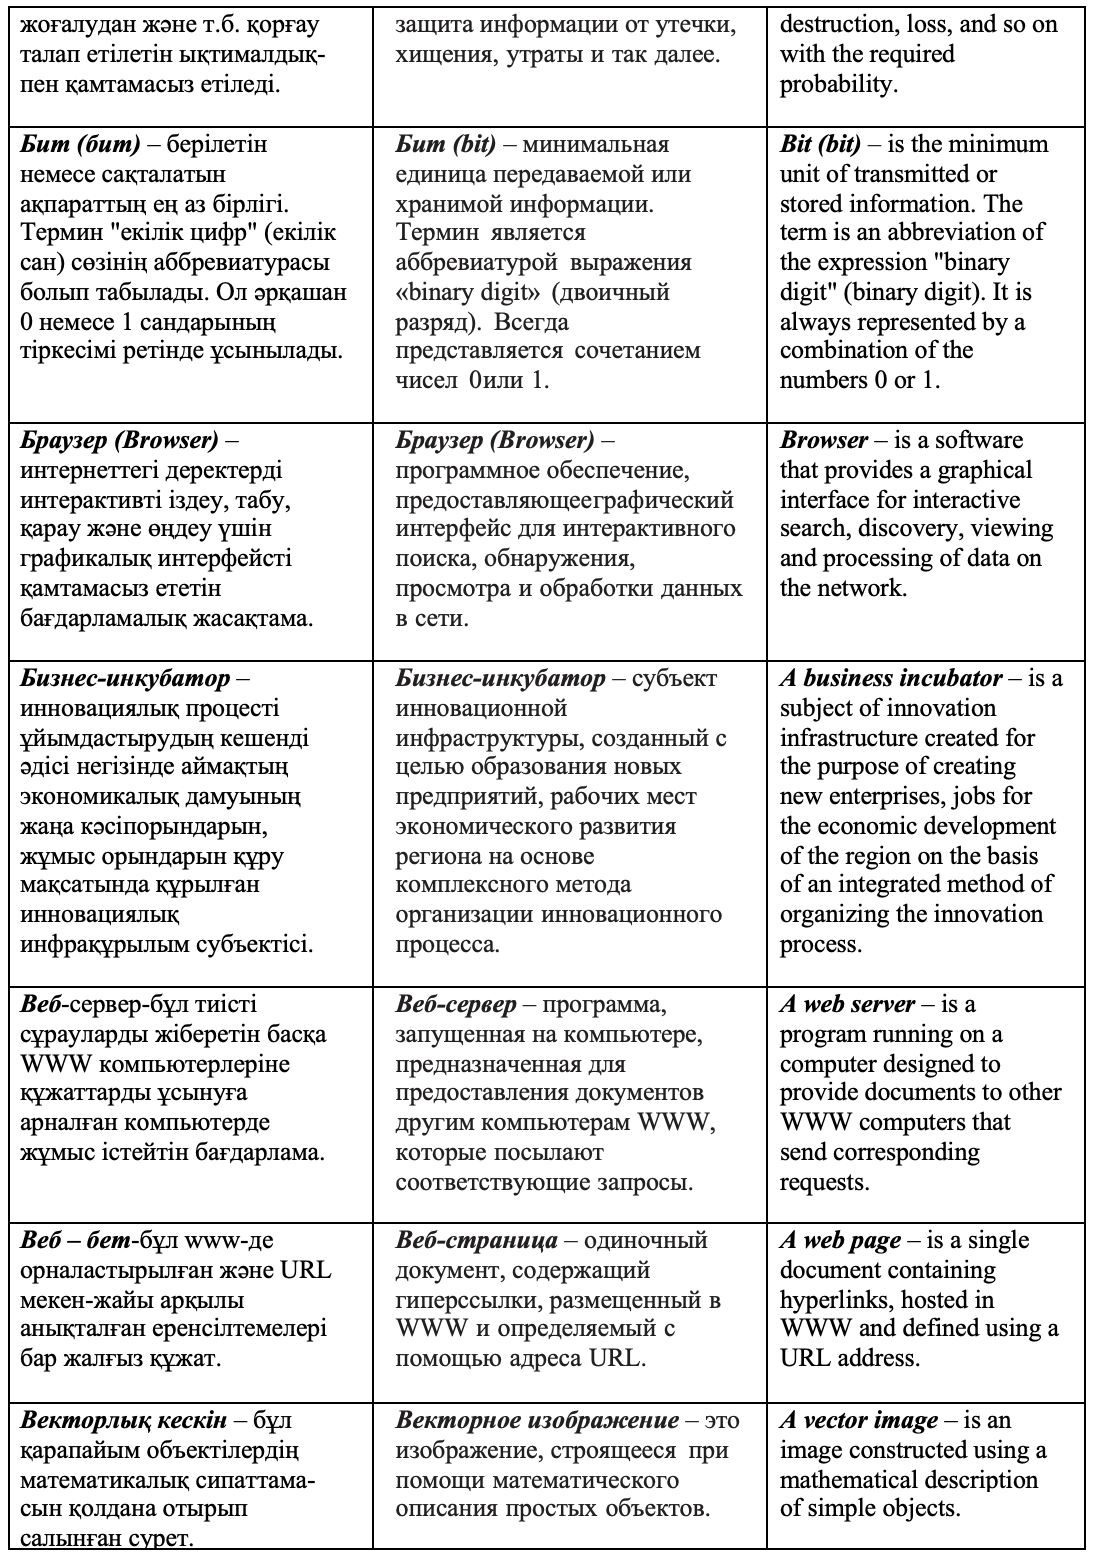 жоғалудан және т.б. қорғау
талап етілетін ықтималдық-
пен қамтамасыз етіледі.
защита информации от утечки,
хищения, утраты и так далее.
destruction, loss, and so on
with the required
probability.
Бит (бит) – берілетін
немесе сақталатын
ақпараттың ең аз бірлігі.
Термин "екілік цифр" (екілік
сан) сөзінің аббревиатурасы
болып табылады. Ол әрқашан
0 немесе 1 сандарының
тіркесімі ретінде ұсынылады.
Бит (bit) – минимальная
единица передаваемой или
хранимой информации.
Термин является
аббревиатурой выражения
«binary digit» (двоичный
разряд). Всегда
представляется сочетанием
чисел 0или 1.
Bit (bit) – is the minimum
unit of transmitted or
stored information. The
term is an abbreviation of
the expression "binary
digit" (binary digit). It is
always represented by a
combination of the
numbers 0 or 1.
Браузер (Browser) –
интернеттегі деректерді
интерактивті іздеу, табу,
қарау және өңдеу үшін
графикалық интерфейсті
қамтамасыз ететін
бағдарламалық жасақтама.
Браузер (Browser) –
программное обеспечение,
предоставляющееграфический
интерфейс для интерактивного
поиска, обнаружения,
просмотра и обработки данных
в сети.
Browser – is a software
that provides a graphical
interface for interactive
search, discovery, viewing
and processing of data on
the network.
Бизнес-инкубатор –
инновациялық процесті
ұйымдастырудың кешенді
әдісі негізінде аймақтың
экономикалық дамуының
жаңа кәсіпорындарын,
жұмыс орындарын құру
мақсатында құрылған
инновациялық
инфрақұрылым субъектісі.
Бизнес-инкубатор – субъект
инновационной
инфраструктуры, созданный с
целью образования новых
предприятий, рабочих мест
экономического развития
региона на основе
комплексного метода
организации инновационного
процесса.
A business incubator – is a
subject of innovation
infrastructure created for
the purpose of creating
new enterprises, jobs for
the economic development
of the region on the basis
of an integrated method of
organizing the innovation
process.
Веб-сервер-бұл тиісті
сұрауларды жіберетін басқа
WWW компьютерлеріне
құжаттарды ұсынуға
арналған компьютерде
жұмыс істейтін бағдарлама.
Веб-сервер – программа,
запущенная на компьютере,
предназначенная для
предоставления документов
другим компьютерам WWW,
которые посылают
соответствующие запросы.
A web server – is a
program running on a
computer designed to
provide documents to other
WWW computers that
send corresponding
requests.
Веб – бет-бұл www-де
орналастырылған және URL
мекен-жайы арқылы
анықталған еренсілтемелері
бар жалғыз құжат.
Веб-страница – одиночный
документ, содержащий
гиперссылки, размещенный в
WWW и определяемый с
помощью адреса URL.
A web page – is a single
document containing
hyperlinks, hosted in
WWW and defined using a
URL address.
Векторлық кескін – бұл
қарапайым объектілердің
математикалық сипаттама-
сын қолдана отырып
салынған сурет.
Векторное изображение – это
изображение, строящееся при
помощи математического
описания простых объектов.
A vector image – is an
image constructed using a
mathematical description
of simple objects.